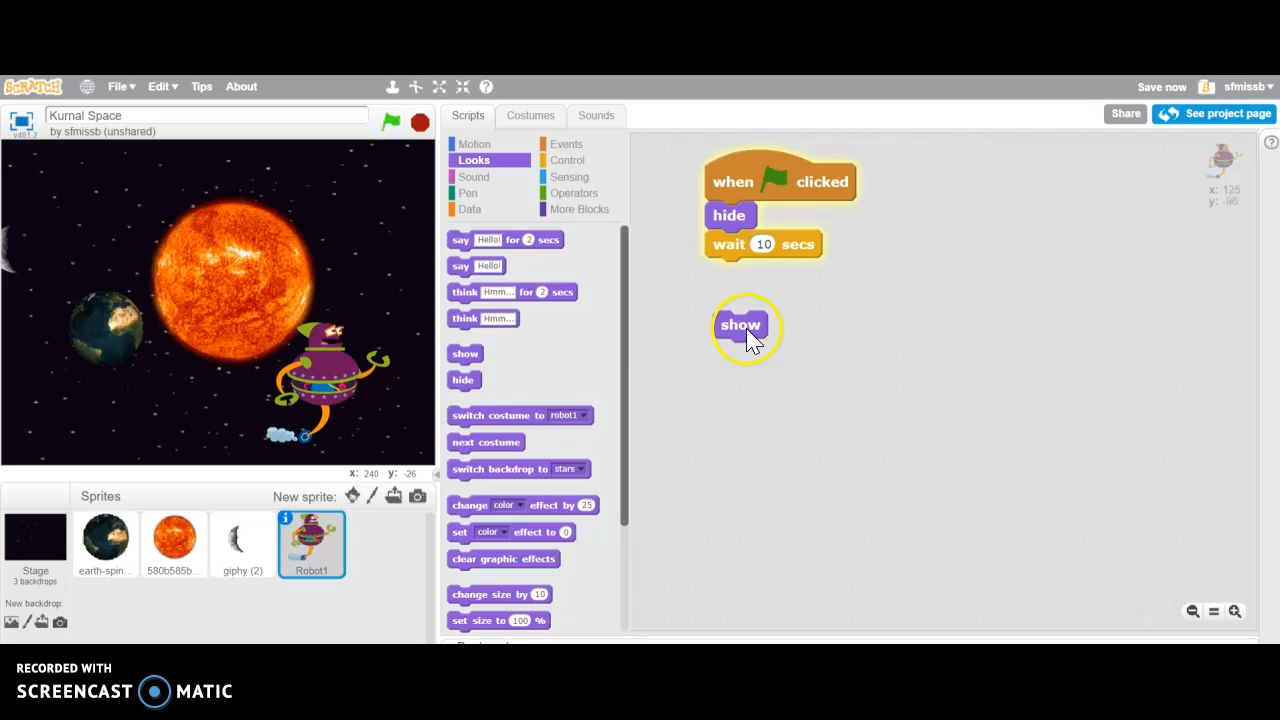 SCRATCH
File▾
Edit▾
Tips
About
Save now
sfmissb▾
Kurnal Space
by sfmissb (unshared)
v461.2
Scripts
Costumes
Sounds
Share
See project page
?
Motion
Looks
Sound
Pen
Data
Events
Control
Sensing
Operators
More Blocks
say Hello! for 2 secs
say Hello!
think Hmm... for 2 secs
think Hmm...
show
hide
switch costume to robot1
next costume
switch backdrop to stars
change color effect by 25
set color effect to 0
clear graphic effects
change size by 10
set size to 100 %
when clicked
hide
wait 10 secs
show
x: 125
y: -96
x: 240 y: -26
Sprites
New sprite:
Stage
3 backdrops
New backdrop:
earth-spin...
580b585b...
giphy (2)
Robot1
RECORDED WITH
SCREENCAST MATIC